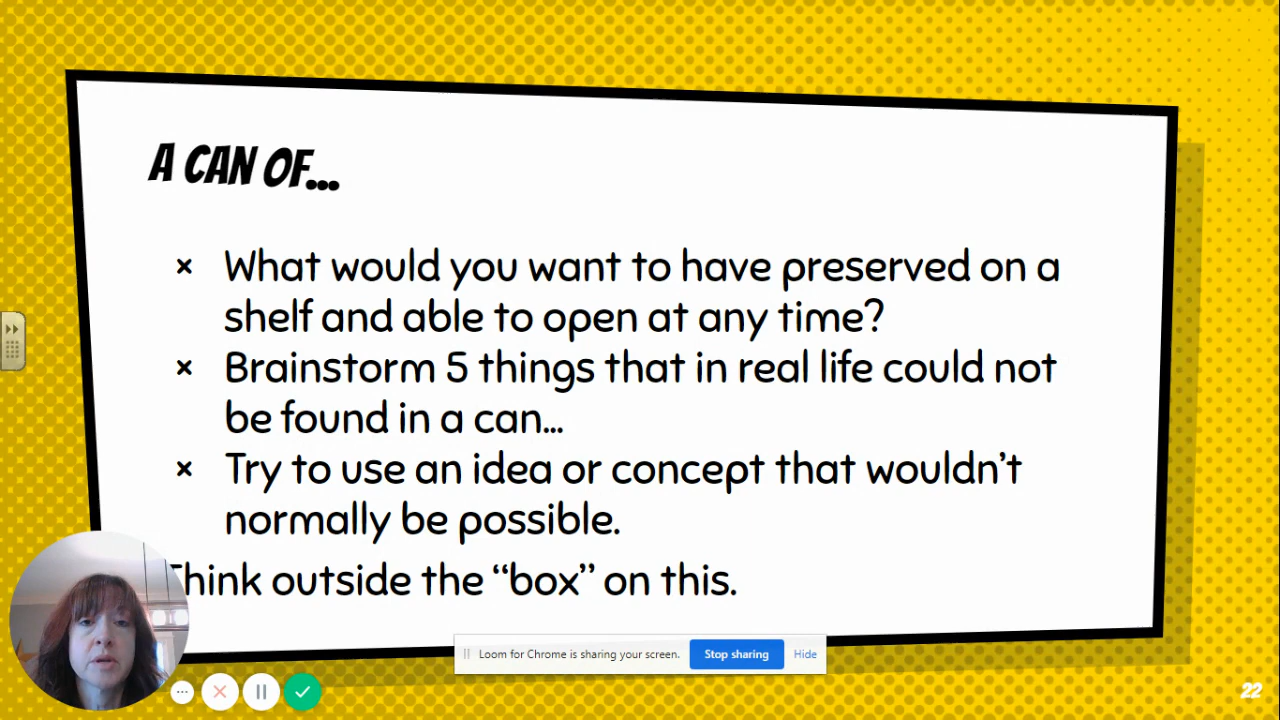 A CAN OF...
× What would you want to have preserved on a
shelf and able to open at any time?
× Brainstorm 5 things that in real life could not
be found in a can...
× Try to use an idea or concept that wouldn't
normally be possible.
Think outside the “box” on this.
Loom for Chrome is sharing your screen. Stop sharing Hide
22